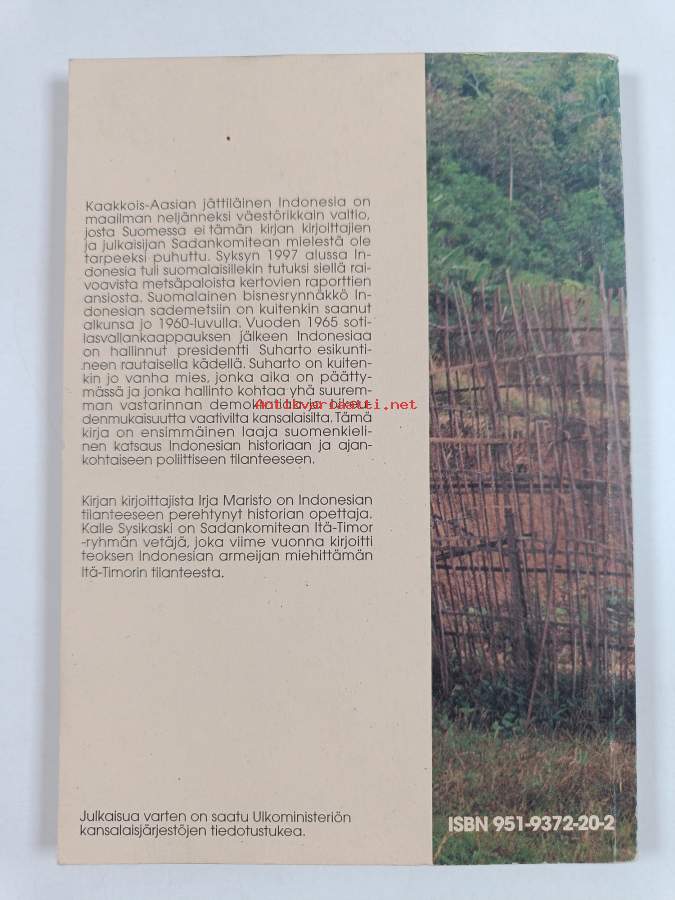 Kaakkois-Aasian jättiläinen Indonesia on
maailman neljänneksi väestörikkain valtio,
josta Suomessa ei tämän kirjan kirjoittajien
ja julkaisijan Sadankomitean mielestä ole
tarpeeksi puhuttu. Syksyn 1997 alussa In-
donesia tuli suomalaisillekin tutuksi siellä rai-
voavista metsäpaloista kertovien raporttien
ansiosta. Suomalainen bisnesrynnäkkö In-
donesian sademetsiin on kuitenkin saanut
alkunsa jo 1960-luvulla. Vuoden 1965 soti-
lasvallankaappauksen jälkeen Indonesiaa
on hallinnut presidentti Suharto esikunti-
neen rautaisella kädellä. Suharto on kuiten-
kin jo vanha mies, jonka aika on päätty-
mässä ja jonka hallinto kohtaa yhä suurem-
man vastarinnan demokratiaa ja oikeu-
denmukaisuutta vaativilta kansalaisilta. Tämä
kirja on ensimmäinen laaja suomenkieli-
nen katsaus Indonesian historiaan ja ajan-
kohtaiseen poliittiseen tilanteeseen.
Antikvariaatti.net
Kirjan kirjoittajista Irja Maristo on Indonesian
tilanteeseen perehtynyt historian opettaja.
Kalle Sysikaski on Sadankomitean Itä-Timor
-ryhmän vetäjä, joka viime vuonna kirjoitti
teoksen Indonesian armeijan miehittämän
Itä-Timorin tilanteesta.
Julkaisua varten on saatu Ulkoministeriön
kansalaisjärjestöjen tiedotustukea.
ISBN 951-9372-20-2